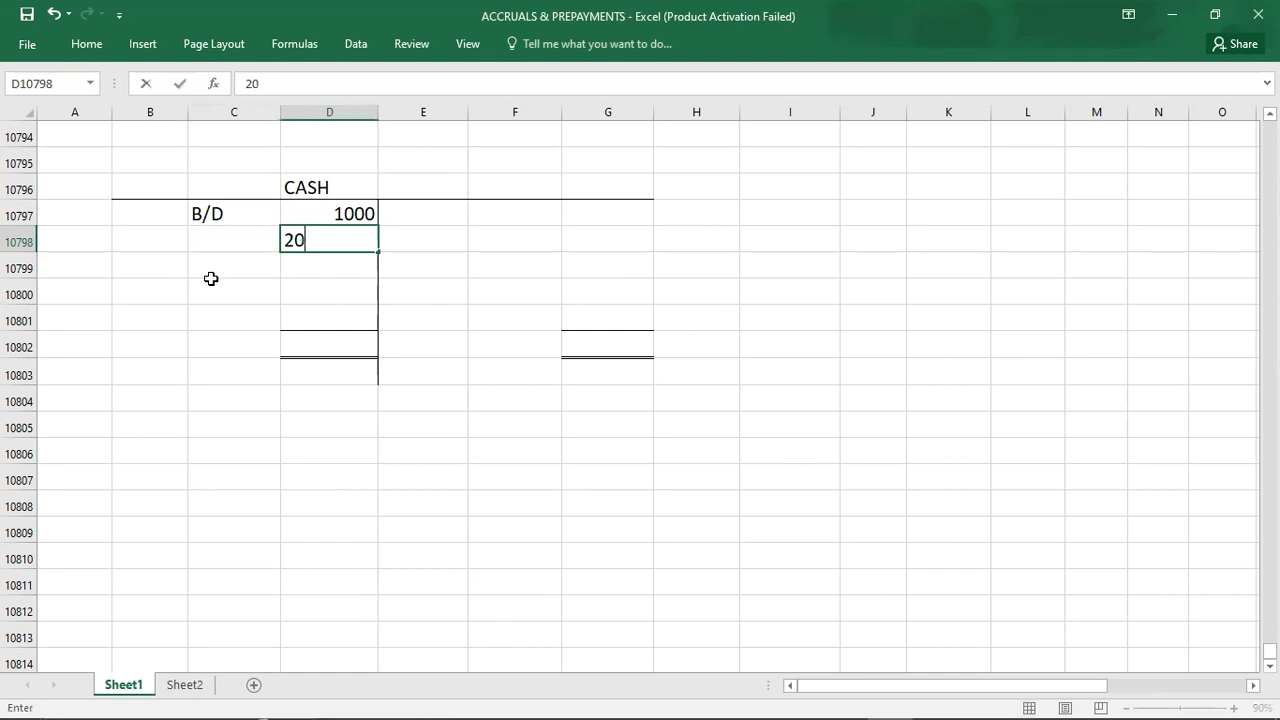 ACCRUALS & PREPAYMENTS - Excel (Product Activation Failed)
File Home Insert Page Layout Formulas Data Review View Tell me what you want to do... Share
D10798 fx 20
A B C D E F G H I J K L M N O
10794
10795
10796 CASH
10797 B/D 1000
10798 20
10799
10800
10801
10802
10803
10804
10805
10806
10807
10808
10809
10810
10811
10812
10813
10814
Sheet1 Sheet2
Enter 90%